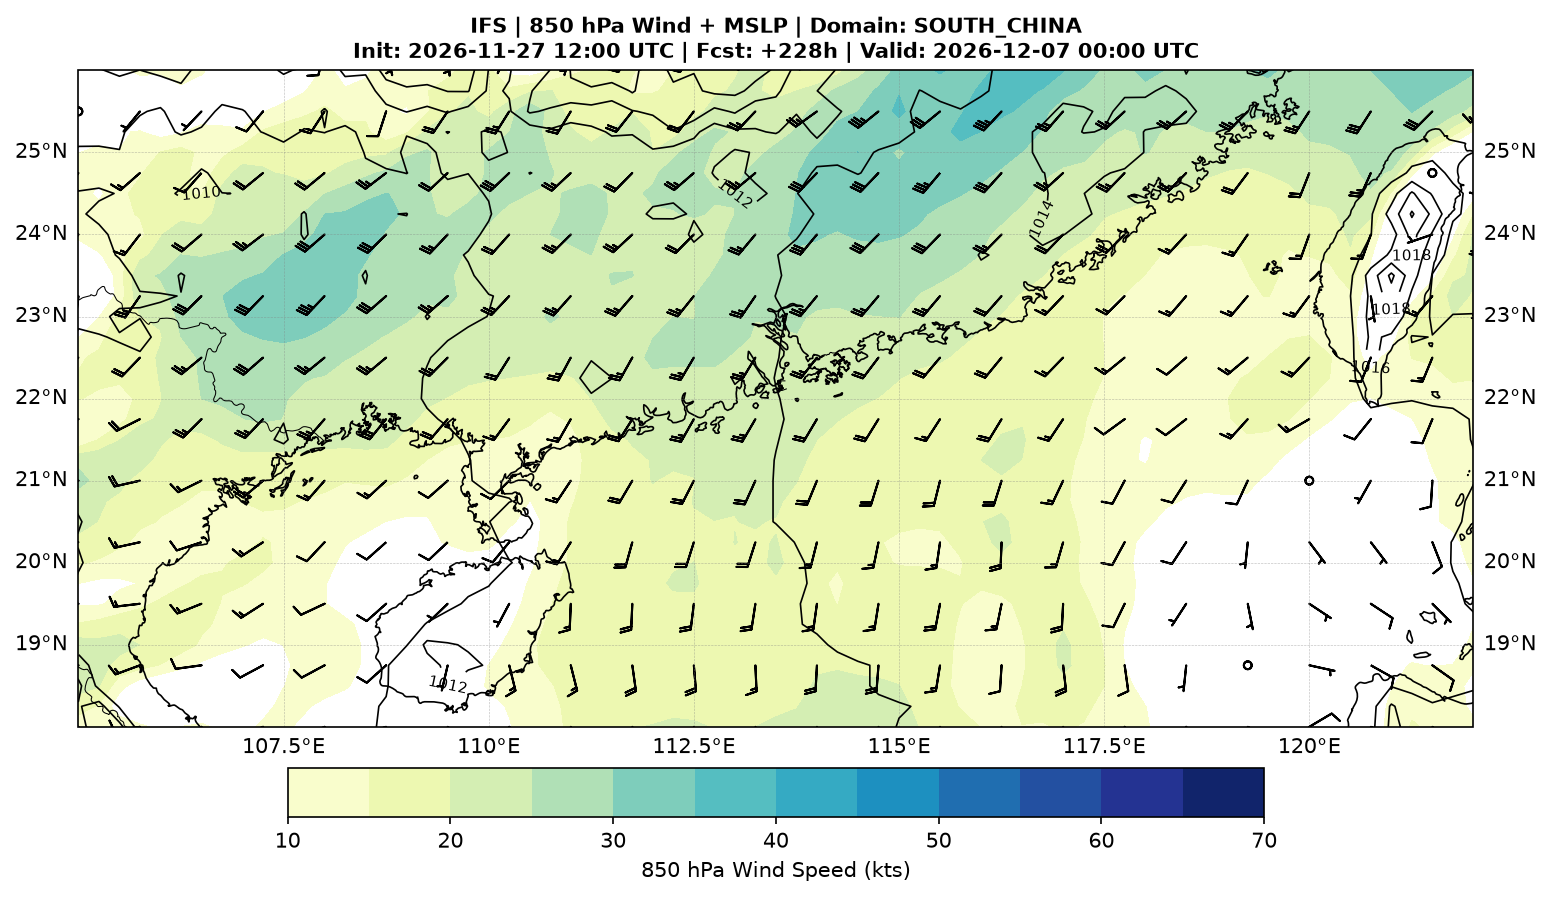 IFS | 850 hPa Wind + MSLP | Domain: SOUTH_CHINA
Init: 2026-11-27 12:00 UTC | Fcst: +228h | Valid: 2026-12-07 00:00 UTC
25°N
24°N
23°N
22°N
21°N
20°N
19°N
1010
1012
1014
1018
1018
1016
1012
25°N
24°N
23°N
22°N
21°N
20°N
19°N
107.5°E 110°E 112.5°E 115°E 117.5°E 120°E
10 20 30 40 50 60 70
850 hPa Wind Speed (kts)